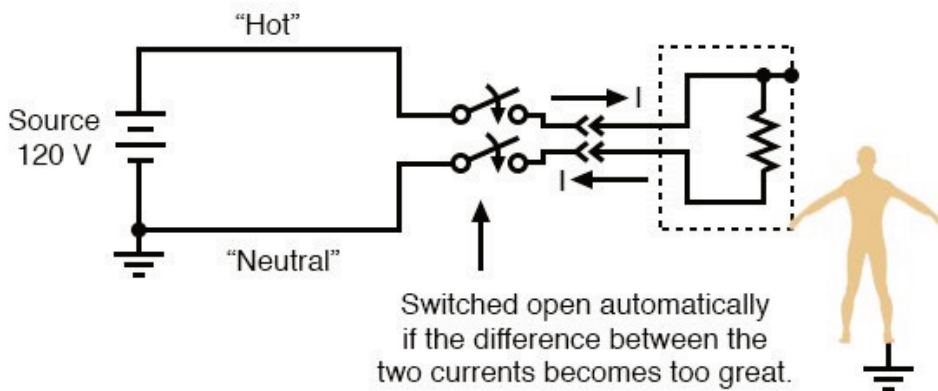 “Hot”
Source
120 V
I
I
“Neutral”
Switched open automatically
if the difference between the
two currents becomes too great.